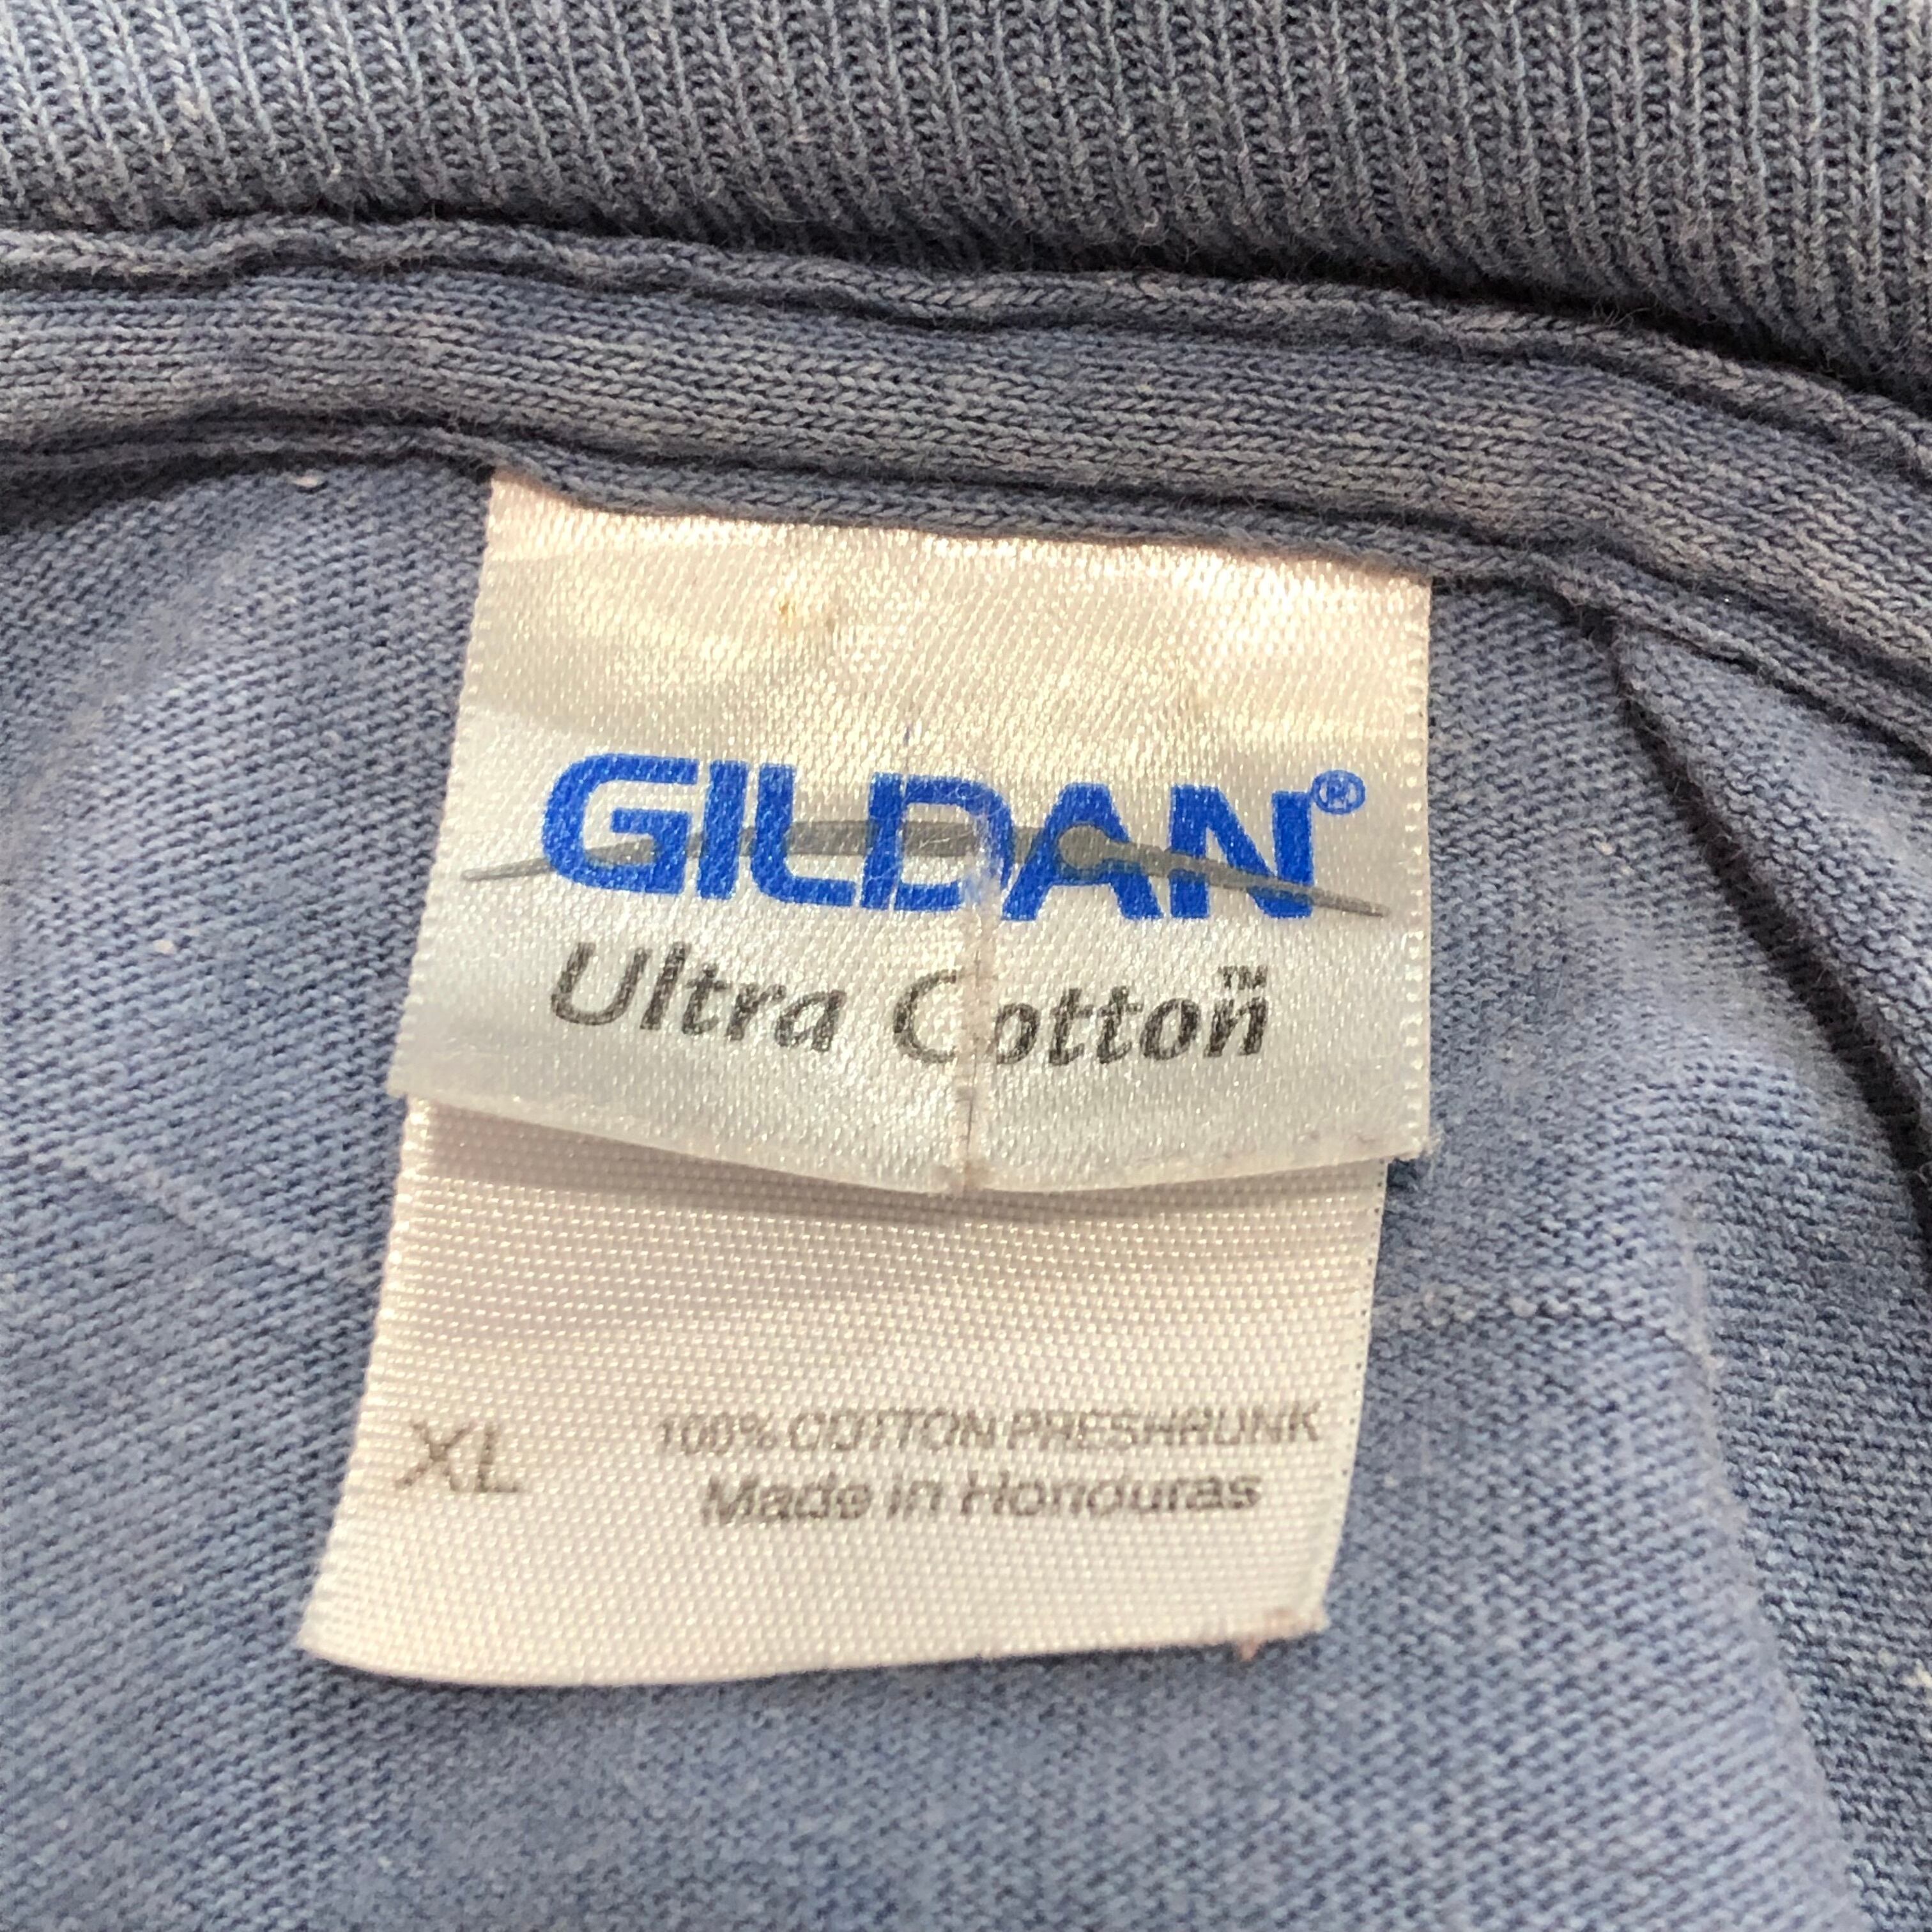 GILDAN®
Ultra Cotton™
XL
100% COTTON PRESHRUNK
Made in Honduras